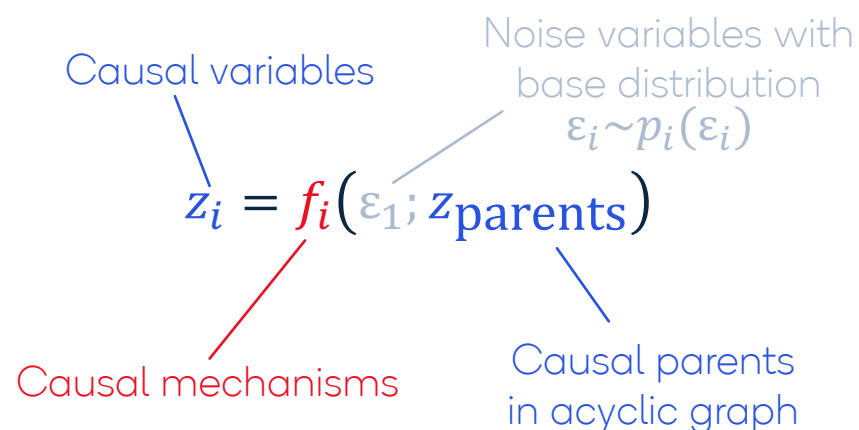 Noise variables with
base distribution
ε𝑖~𝑝𝑖(ε𝑖)
Causal variables
𝑧𝑖 = 𝑓𝑖(ε1; 𝑧parents)
Causal mechanisms
Causal parents
in acyclic graph